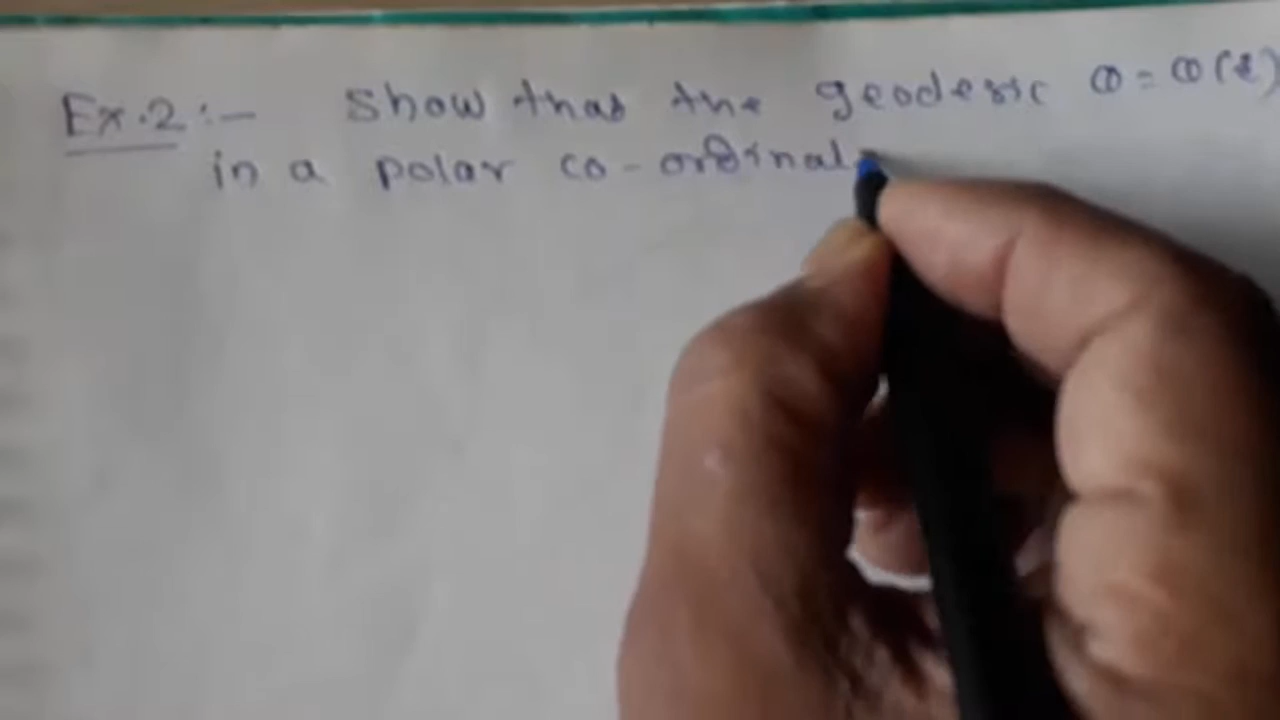 Ex.2:- Show that the geodesic θ = θ(r)
in a polar co-ordinat